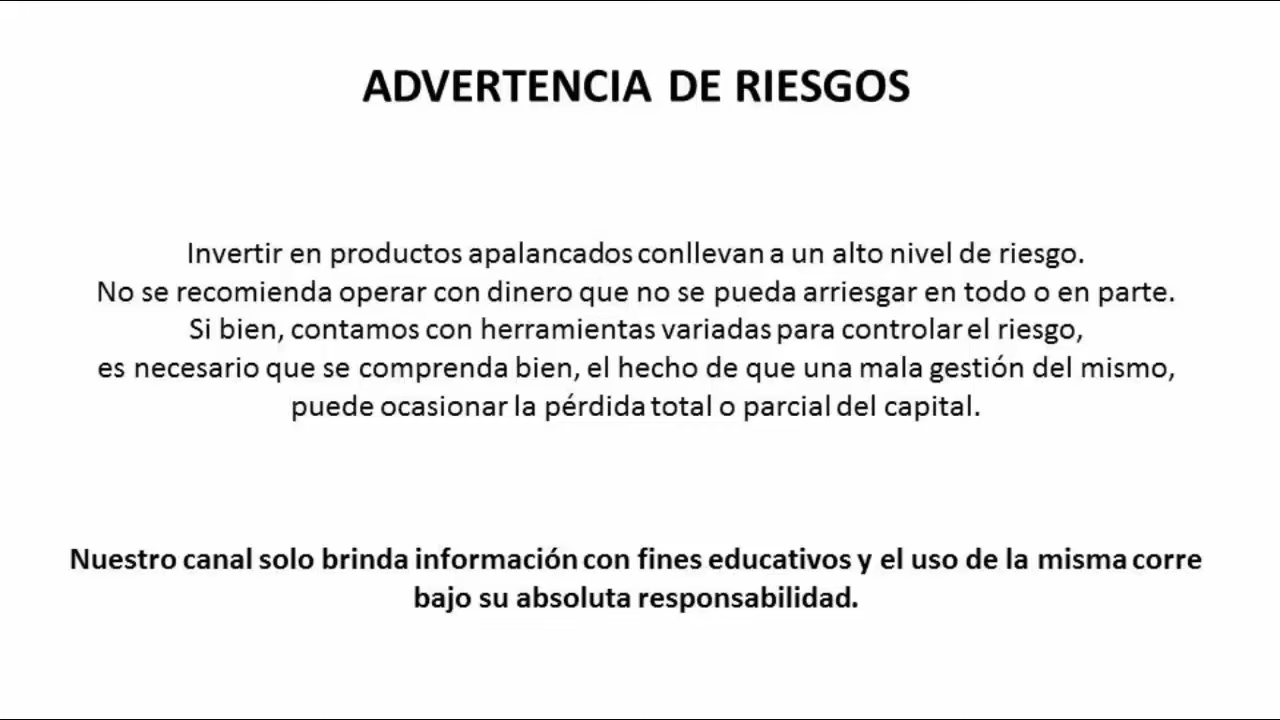 ADVERTENCIA DE RIESGOS
Invertir en productos apalancados conllevan a un alto nivel de riesgo.
No se recomienda operar con dinero que no se pueda arriesgar en todo o en parte.
Si bien, contamos con herramientas variadas para controlar el riesgo,
es necesario que se comprenda bien, el hecho de que una mala gestión del mismo,
puede ocasionar la pérdida total o parcial del capital.
Nuestro canal solo brinda información con fines educativos y el uso de la misma corre
bajo su absoluta responsabilidad.